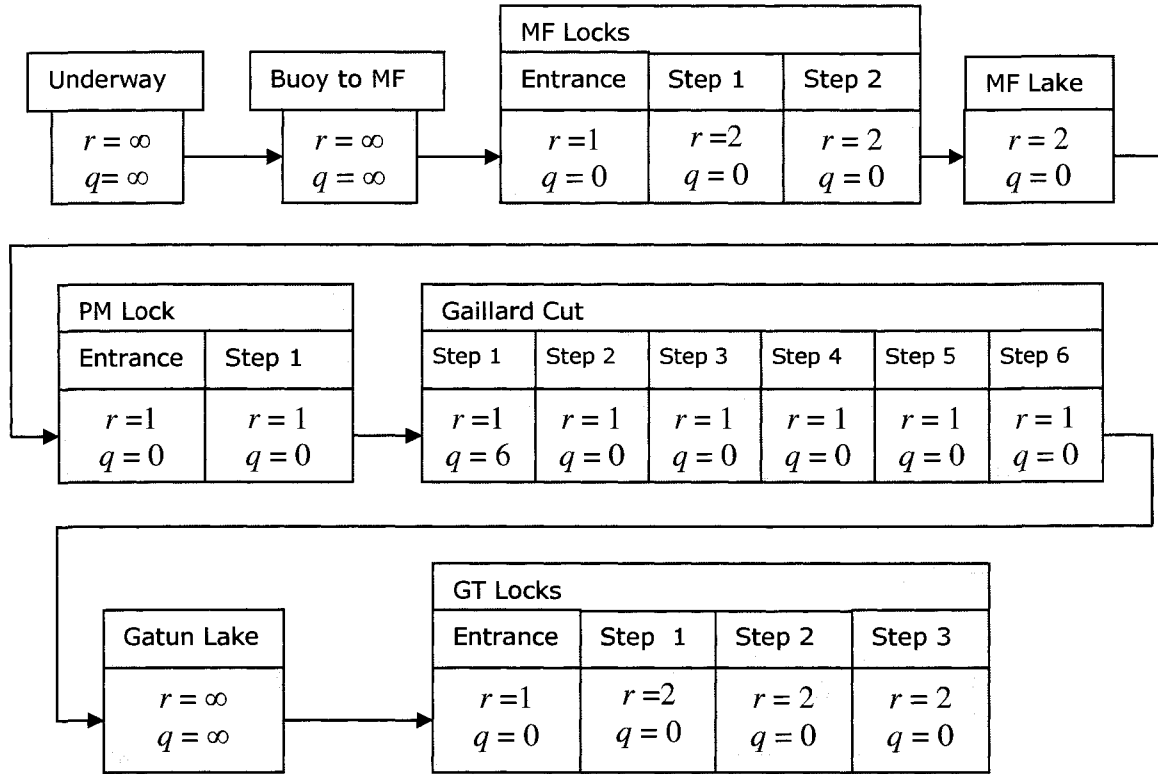 MF Locks
Underway Buoy to MF Entrance Step 1 Step 2 MF Lake
r = ∞ r = ∞ r =1 r =2 r = 2 r = 2
q= ∞ q = ∞ q = 0 q = 0 q = 0 q = 0
PM Lock Gaillard Cut
Entrance Step 1 Step 1 Step 2 Step 3 Step 4 Step 5 Step 6
r =1 r = 1 r =1 r = 1 r = 1 r = 1 r = 1 r = 1
q = 0 q = 0 q = 6 q = 0 q = 0 q = 0 q = 0 q = 0
GT Locks
Gatun Lake Entrance Step 1 Step 2 Step 3
r = ∞ r =1 r =2 r = 2 r = 2
q = ∞ q = 0 q = 0 q = 0 q = 0